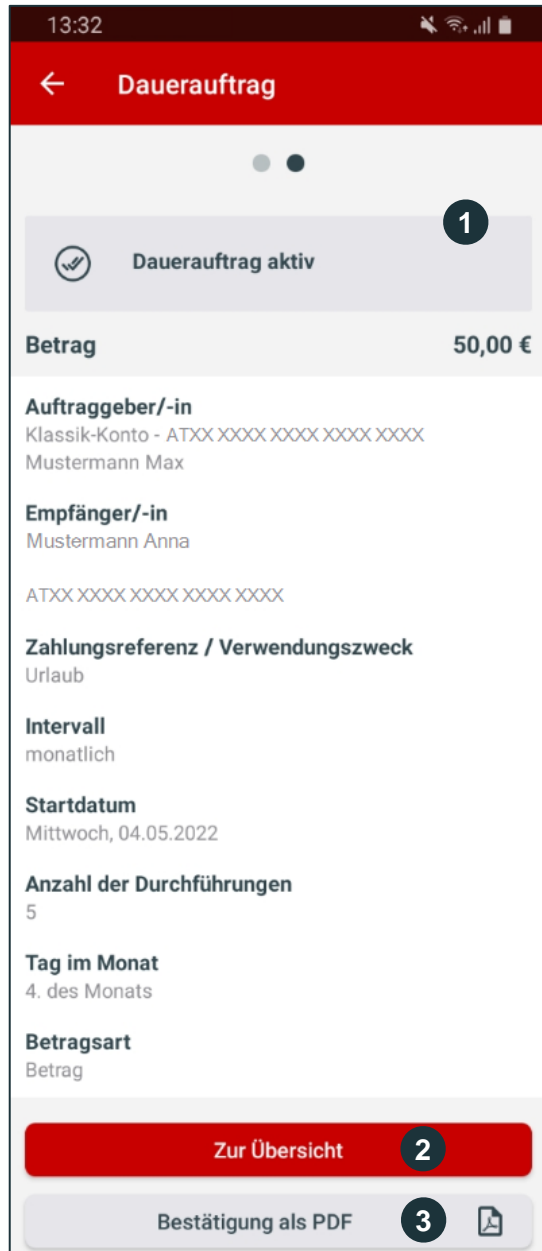 13:32
Dauerauftrag
1
Dauerauftrag aktiv
Betrag 50,00 €
Auftraggeber/-in
Klassik-Konto - ATXX XXXX XXXX XXXX XXXX
Mustermann Max
Empfänger/-in
Mustermann Anna
ATXX XXXX XXXX XXXX XXXX
Zahlungsreferenz / Verwendungszweck
Urlaub
Intervall
monatlich
Startdatum
Mittwoch, 04.05.2022
Anzahl der Durchführungen
5
Tag im Monat
4. des Monats
Betragsart
Betrag
Zur Übersicht 2
Bestätigung als PDF 3